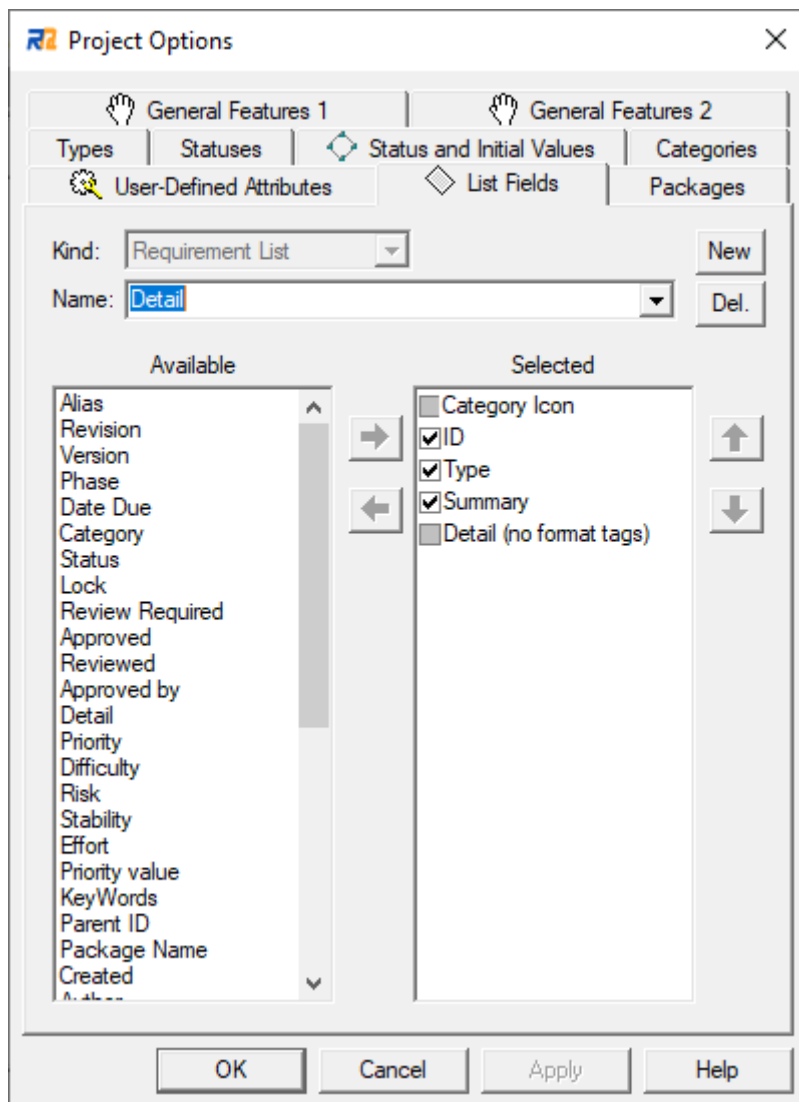 Project Options
General Features 1
General Features 2
Types
Statuses
Status and Initial Values
Categories
User-Defined Attributes
List Fields
Packages
Kind:
Requirement List
New
Name:
Detail
Del.
Available
Selected
Alias
Revision
Version
Phase
Date Due
Category
Status
Lock
Review Required
Approved
Reviewed
Approved by
Detail
Priority
Difficulty
Risk
Stability
Effort
Priority value
KeyWords
Parent ID
Package Name
Created
Category Icon
ID
Type
Summary
Detail (no format tags)
OK
Cancel
Apply
Help